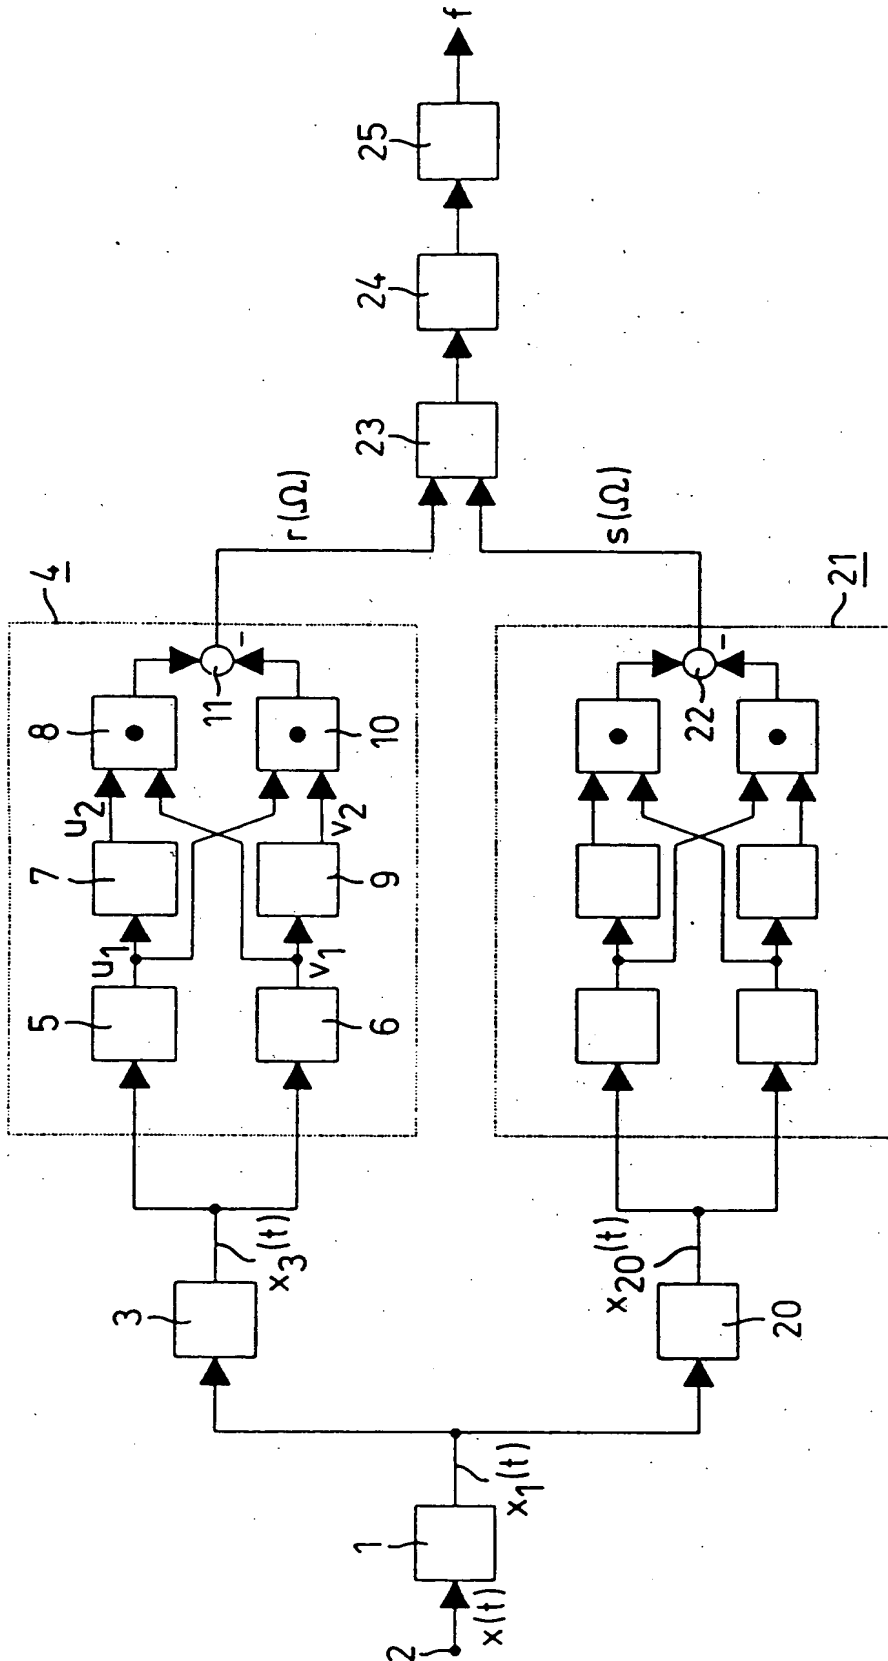 2
x(t)
1
x₁(t)
3
x₃(t)
20
x₂₀(t)
4
5
u₁
7
u₂
8
6
v₁
9
v₂
10
11
−
r(Ω)
21
22
−
s(Ω)
23
24
25
f